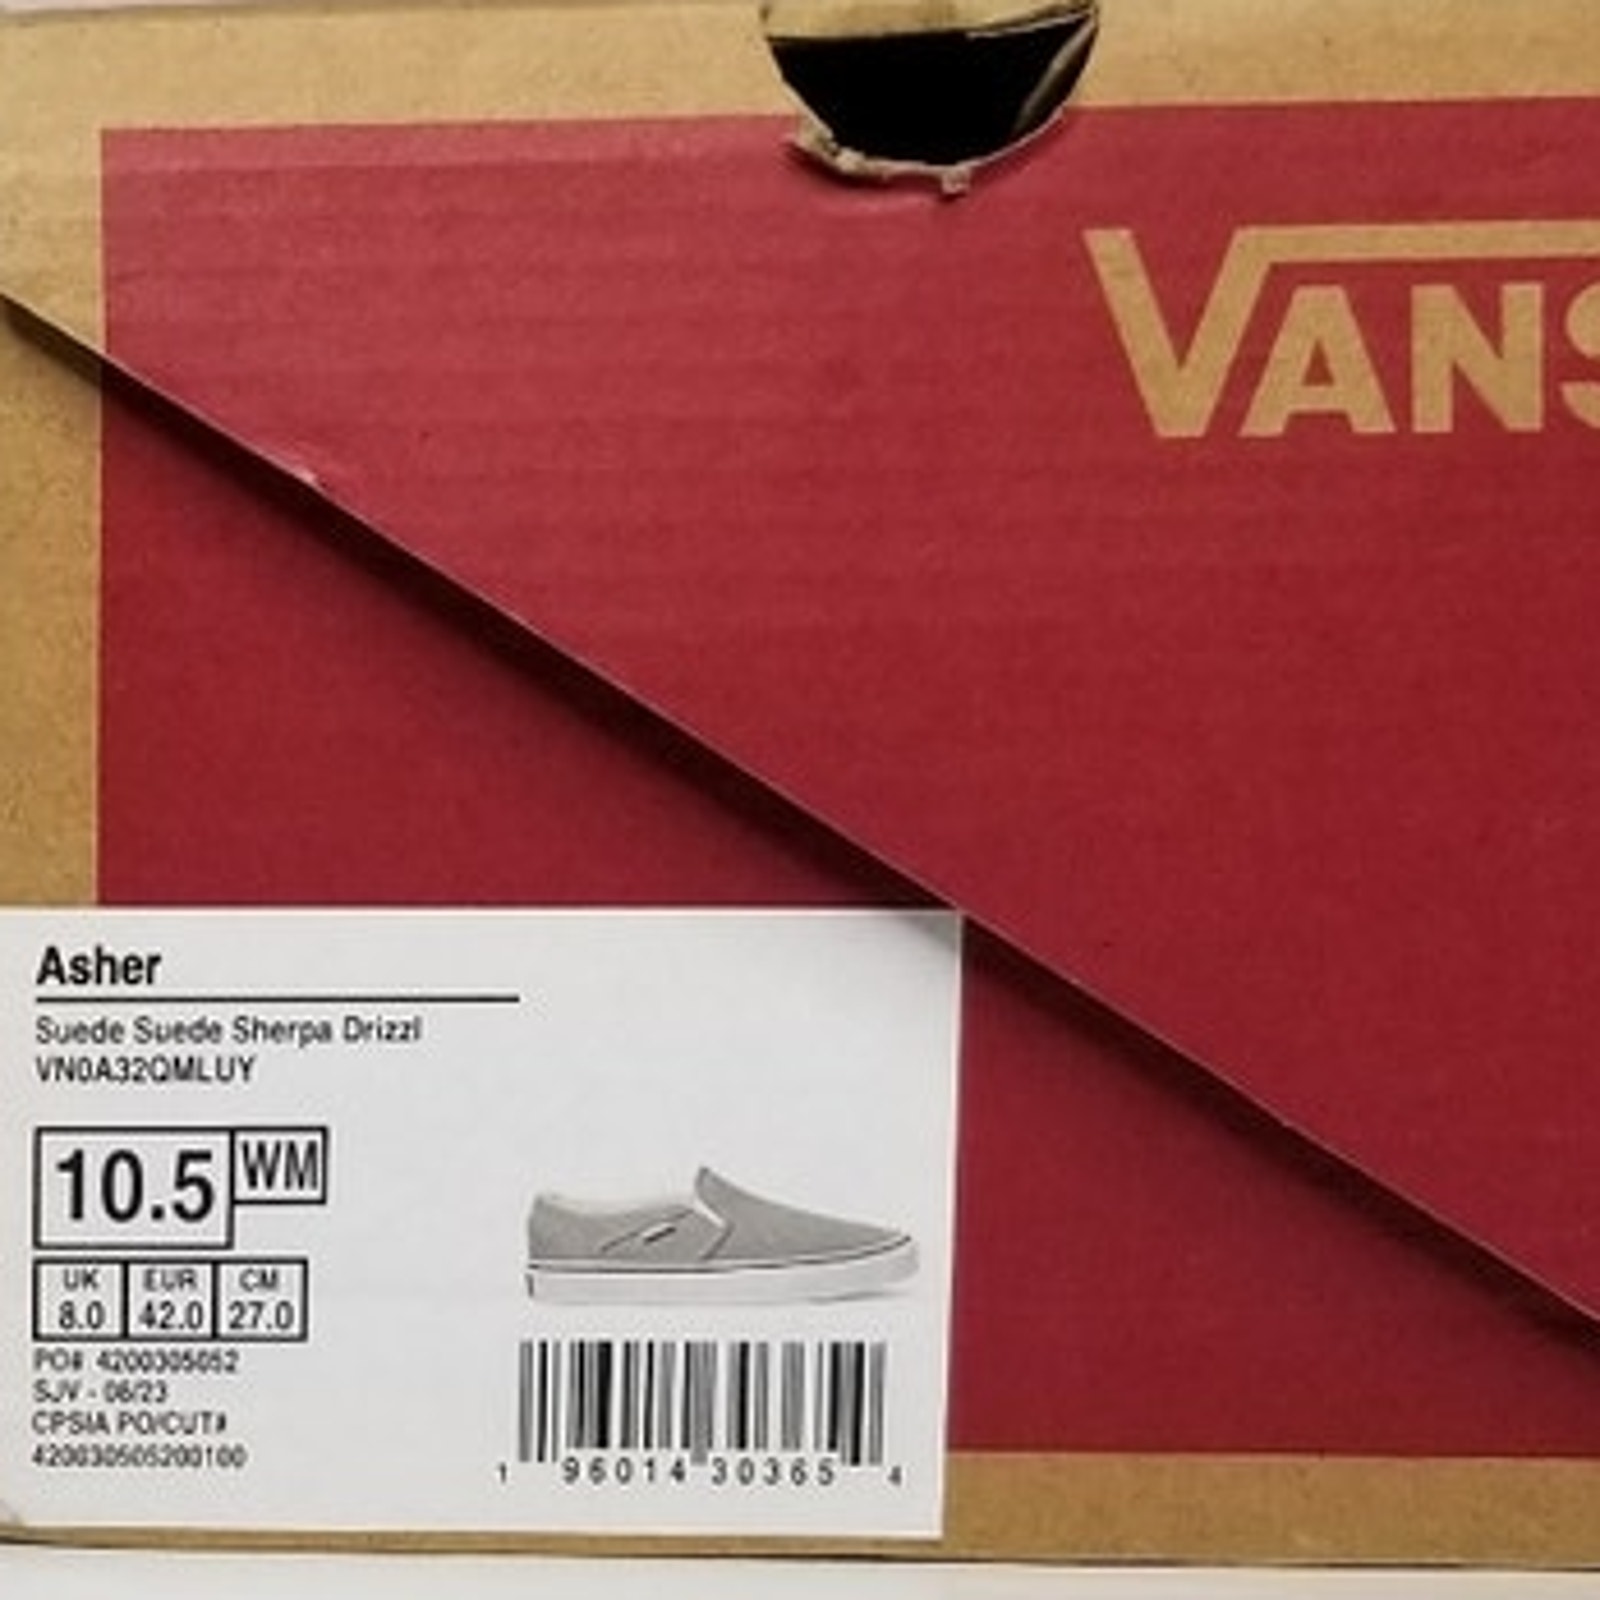 VANS
Asher
Suede Suede Sherpa Drizzl
VN0A32QMLUY
10.5 WM
UK EUR CM
8.0 42.0 27.0
PO# 4200305052
SJV - 06/23
CPSIA PO/CUT#
420030505200100
1 96014 30365 4